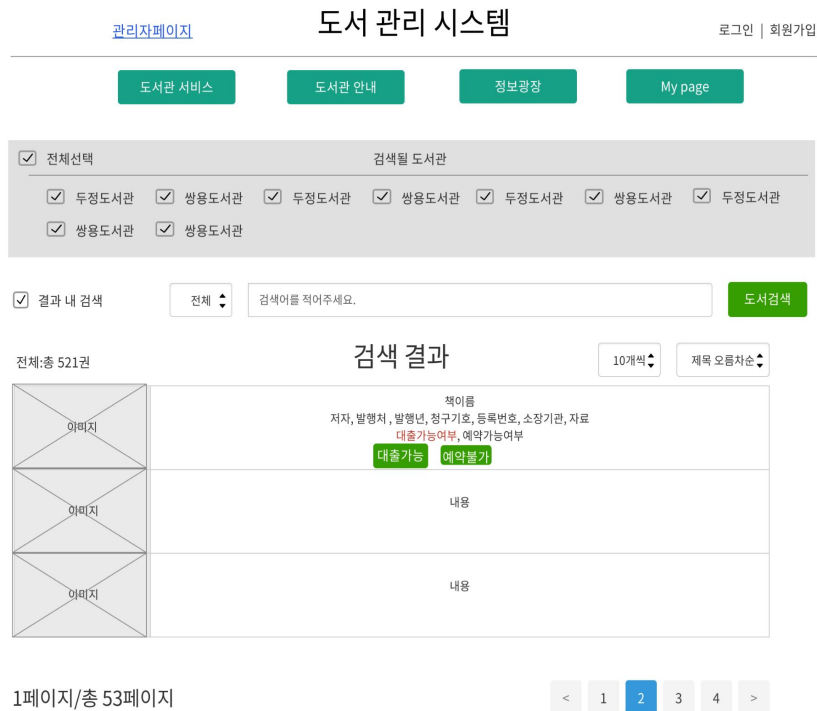 관리자페이지 도서 관리 시스템 로그인 | 회원가입
도서관 서비스 도서관 안내 정보광장 My page
전체선택 검색될 도서관
두정도서관 쌍용도서관 두정도서관 쌍용도서관 두정도서관 쌍용도서관 두정도서관
쌍용도서관 쌍용도서관
결과 내 검색 전체 검색어를 적어주세요. 도서검색
전체:총 521권 검색 결과 10개씩 제목 오름차순
이미지
책이름
저자, 발행처 , 발행년, 청구기호, 등록번호, 소장기관, 자료
대출가능여부, 예약가능여부
대출가능 예약불가
이미지 내용
이미지 내용
1페이지/총 53페이지 < 1 2 3 4 >